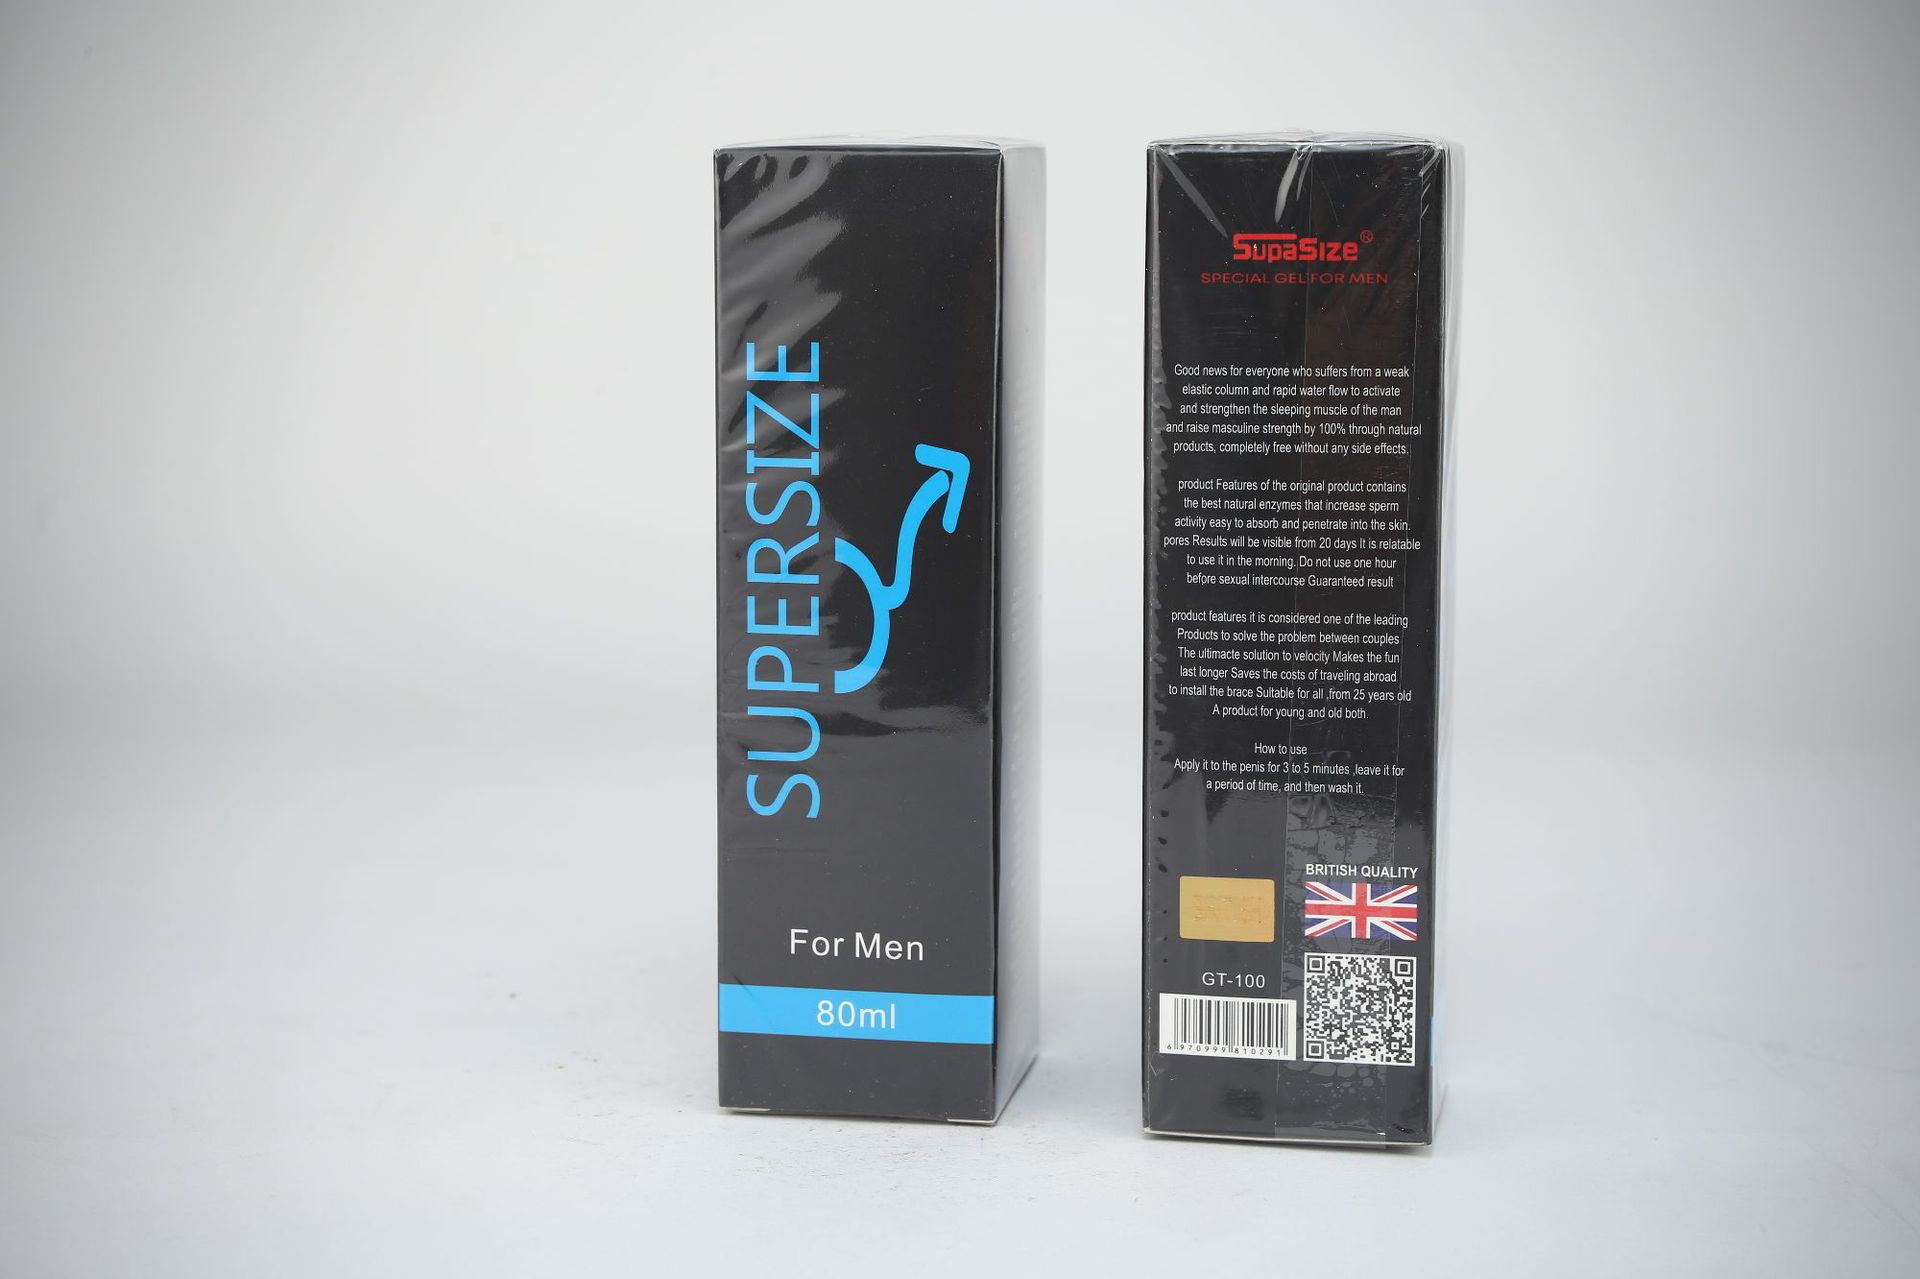 SUPERSIZE
For Men
80ml
SupaSize®
SPECIAL GEL FOR MEN
Good news for everyone who suffers from a weak
elastic column and rapid water flow to activate
and strengthen the sleeping muscle of the man
and raise masculine strength by 100% through natural
products, completely free without any side effects.
product Features of the original product contains
the best natural enzymes that increase sperm
activity easy to absorb and penetrate into the skin.
pores Results will be visible from 20 days It is relatable
to use it in the morning, Do not use one hour
befpre sexual intercourse Guaranteed result
product features it is considered one of the leading
Products to solve the problem between couples
The ultimacte solution to velocity Makes the fun
last longer Saves the costs of traveling abroad
to install the brace Sultable for all ,from 25 years old
A product for young and old both.
How to use
Apply it to the penis for 3 to 5 minutes ,leave it for
a period of time, and then wash it.
BRITISH QUALITY
GT-100
6 970999 810291